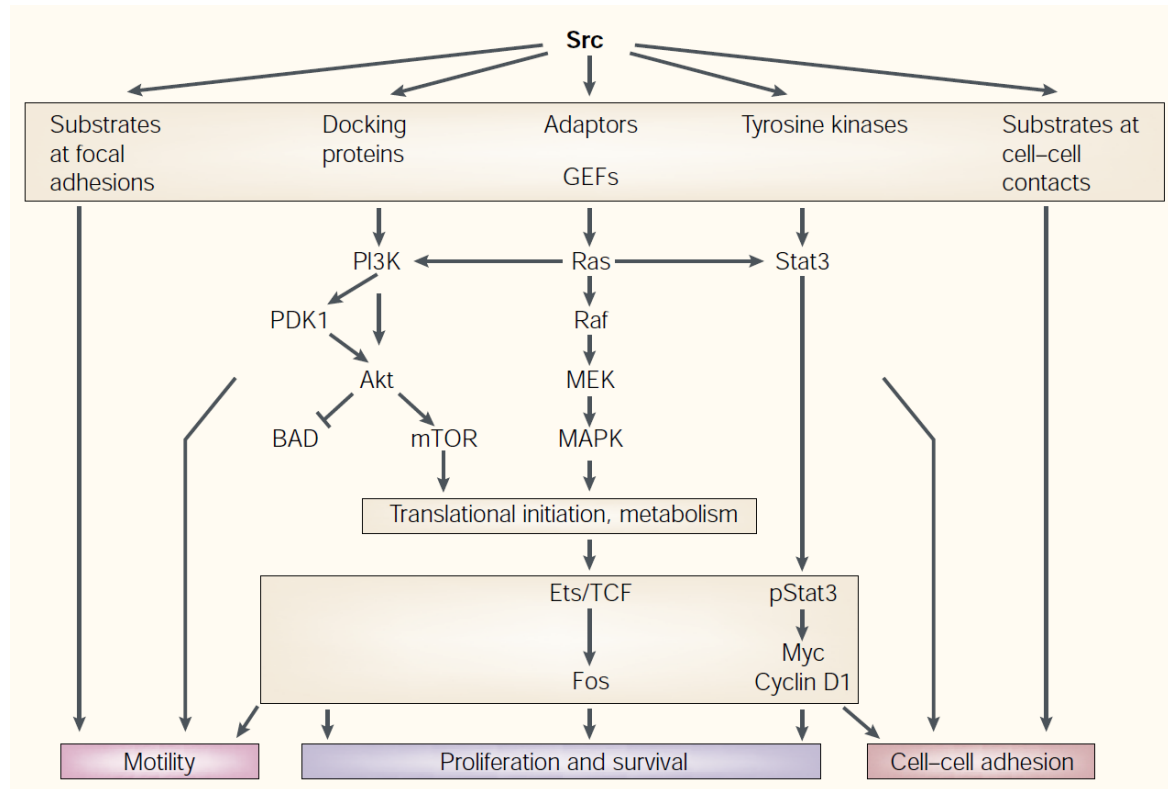 Src
Substrates
at focal
adhesions
Docking
proteins
Adaptors
GEFs
Tyrosine kinases
Substrates at
cell–cell
contacts
PI3K
Ras
Stat3
PDK1
Raf
Akt
MEK
BAD
mTOR
MAPK
Translational initiation, metabolism
Ets/TCF
pStat3
Myc
Fos
Cyclin D1
Motility
Proliferation and survival
Cell–cell adhesion